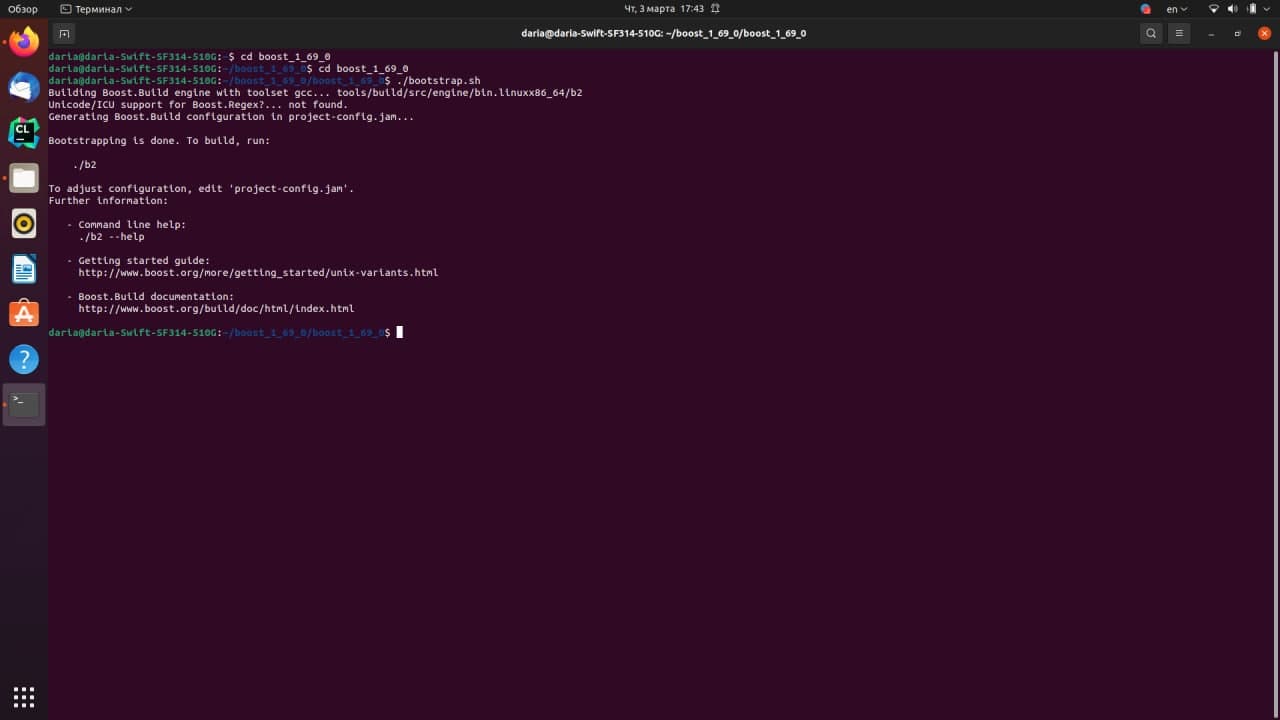 Обзор
Терминал
Чт, 3 марта 17:43
en
daria@daria-Swift-SF314-510G: ~/boost_1_69_0/boost_1_69_0
daria@daria-Swift-SF314-510G:~$ cd boost_1_69_0
daria@daria-Swift-SF314-510G:~/boost_1_69_0$ cd boost_1_69_0
daria@daria-Swift-SF314-510G:~/boost_1_69_0/boost_1_69_0$ ./bootstrap.sh
Building Boost.Build engine with toolset gcc... tools/build/src/engine/bin.linuxx86_64/b2
Unicode/ICU support for Boost.Regex?... not found.
Generating Boost.Build configuration in project-config.jam...
Bootstrapping is done. To build, run:
./b2
To adjust configuration, edit 'project-config.jam'.
Further information:
- Command line help:
./b2 --help
- Getting started guide:
http://www.boost.org/more/getting_started/unix-variants.html
- Boost.Build documentation:
http://www.boost.org/build/doc/html/index.html
daria@daria-Swift-SF314-510G:~/boost_1_69_0/boost_1_69_0$
CL
?
>_